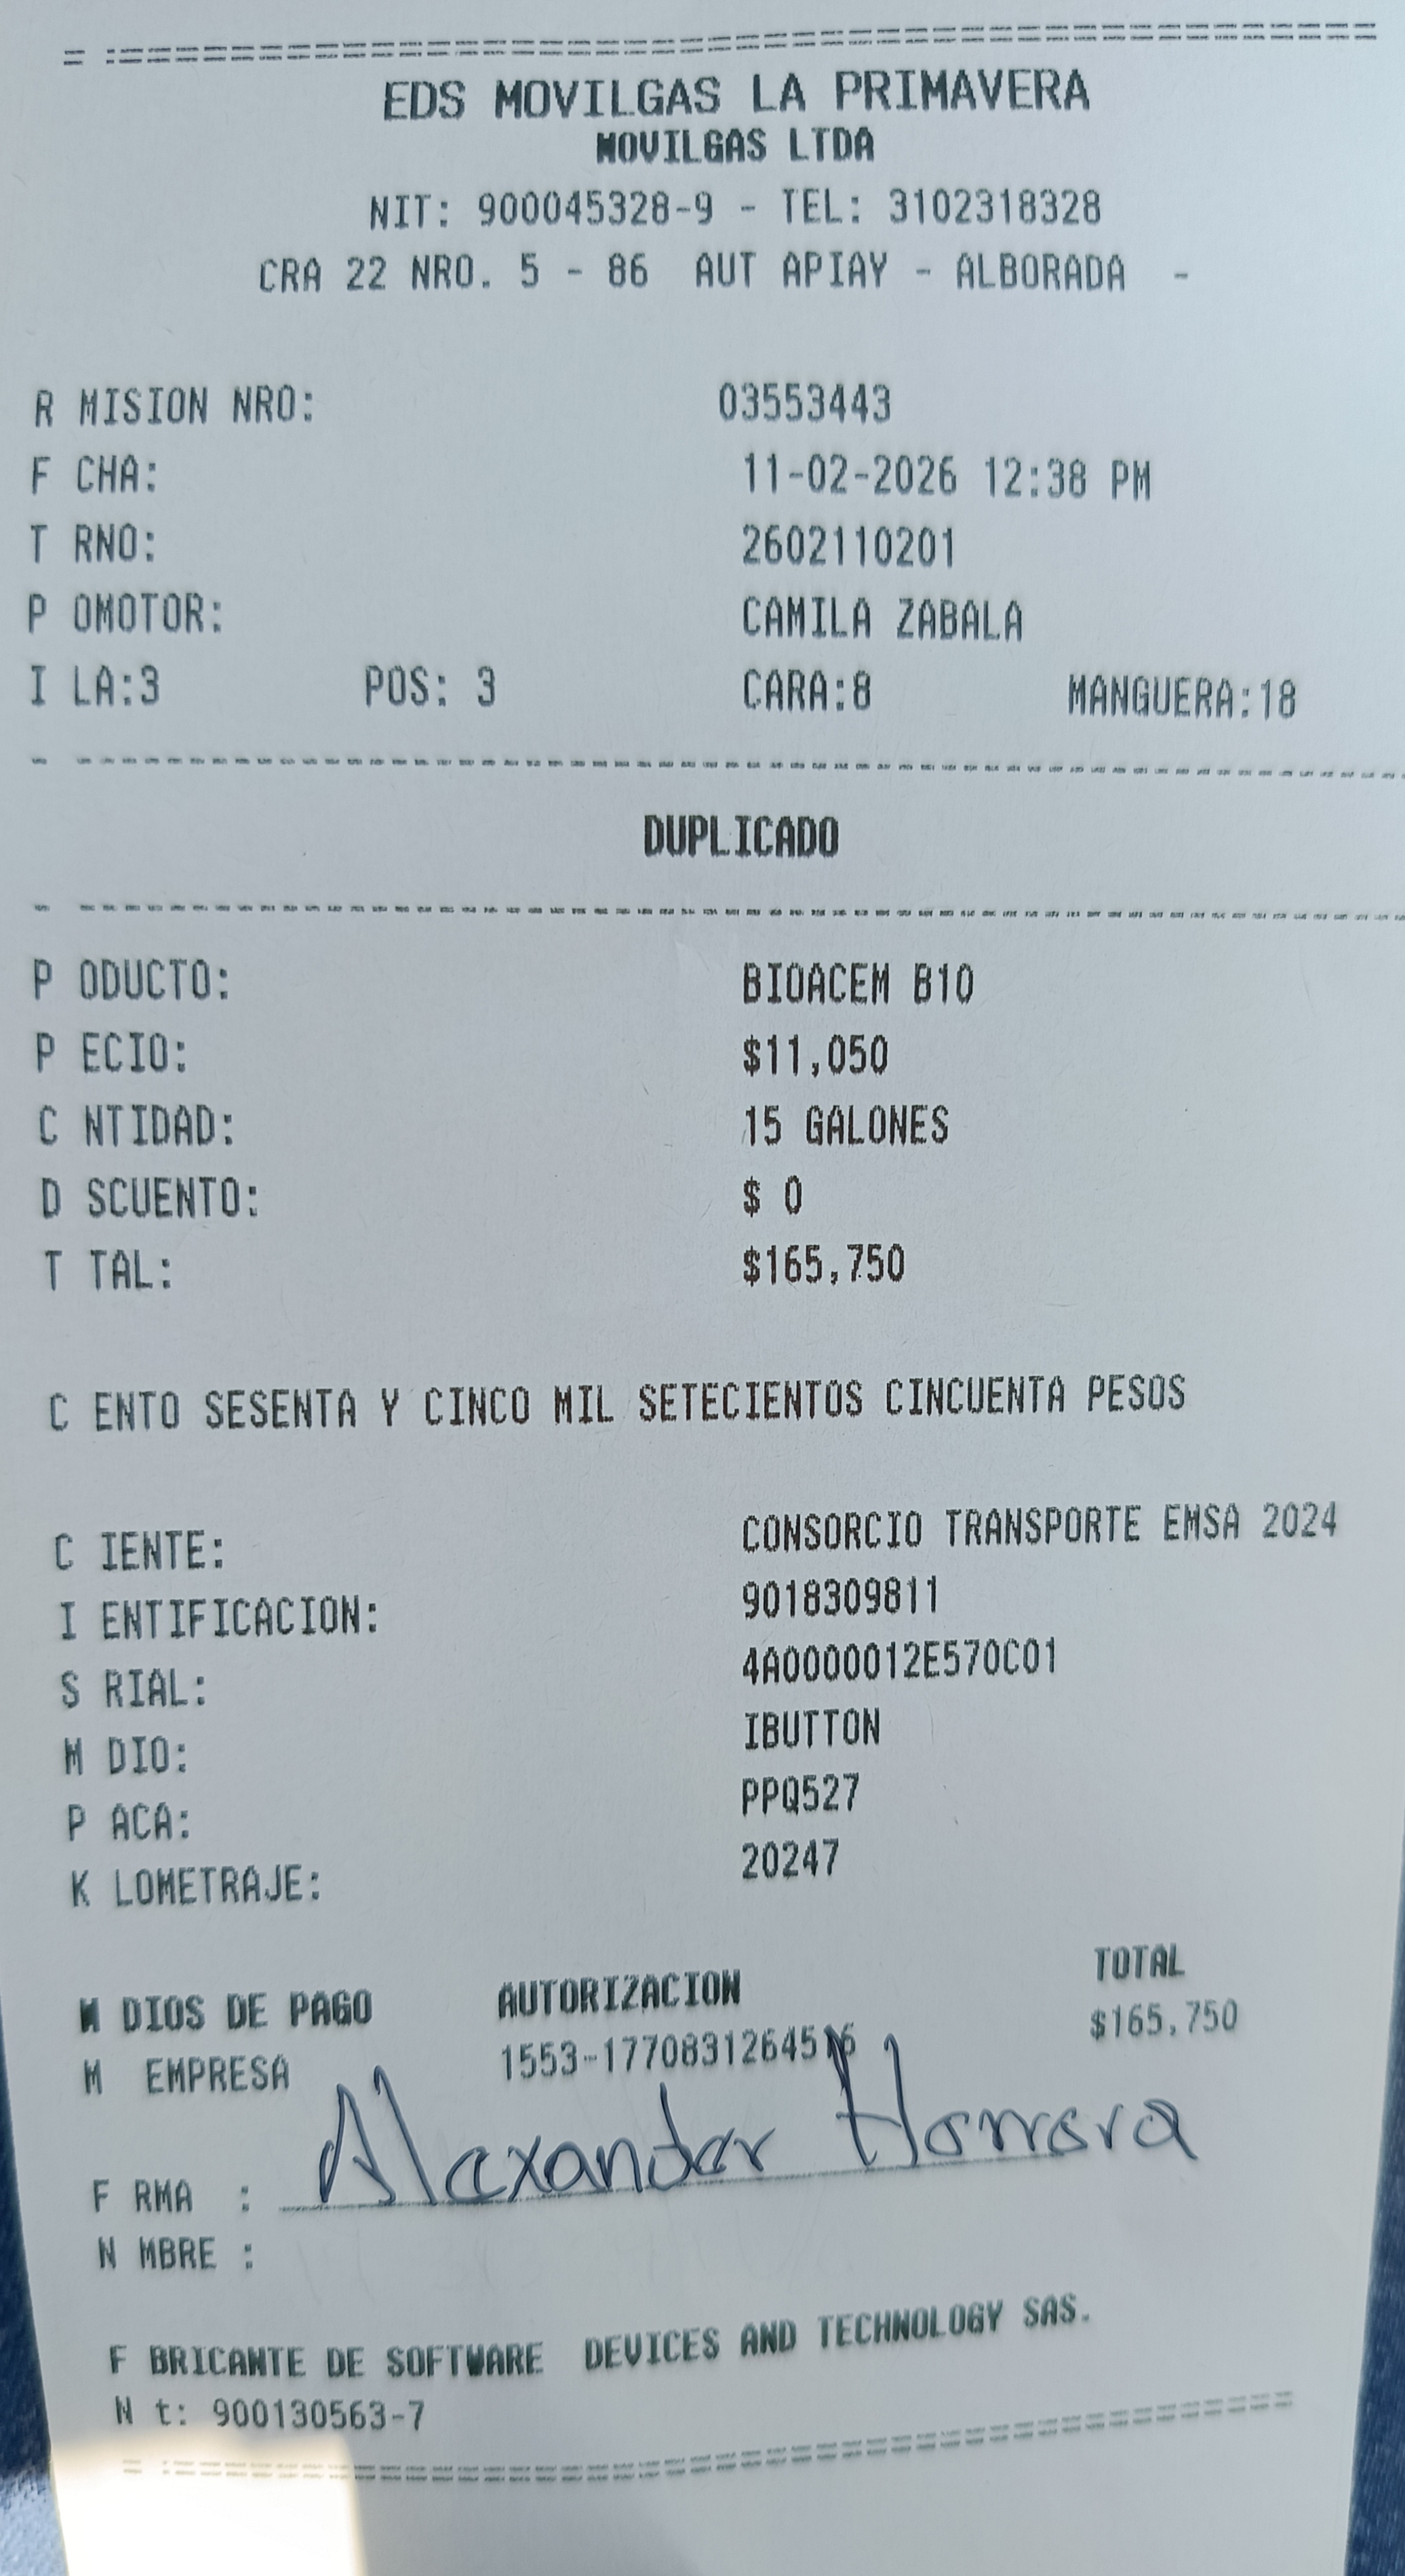 EDS MOVILGAS LA PRIMAVERA
MOVILGAS LTDA
NIT: 900045328-9 - TEL: 3102318328
CRA 22 NRO. 5 - 86 AUT APIAY - ALBORADA -
R MISION NRO: 03553443
F CHA: 11-02-2026 12:38 PM
T RNO: 2602110201
P OMOTOR: CAMILA ZABALA
I LA:3 POS: 3 CARA:8 MANGUERA:18
DUPLICADO
P ODUCTO: BIOACEM B10
P ECIO: $11,050
C NTIDAD: 15 GALONES
D SCUENTO: $ 0
T TAL: $165,750
C ENTO SESENTA Y CINCO MIL SETECIENTOS CINCUENTA PESOS
C IENTE: CONSORCIO TRANSPORTE EMSA 2024
I ENTIFICACION: 9018309811
S RIAL: 4A0000012E570C01
M DIO: IBUTTON
P ACA: PPQ527
K LOMETRAJE: 20247
M DIOS DE PAGO AUTORIZACION TOTAL
M EMPRESA $165,750
Alexander Herrera
F RMA :
N MBRE :
F BRICANTE DE SOFTWARE DEVICES AND TECHNOLOGY SAS.
N t: 900130563-7